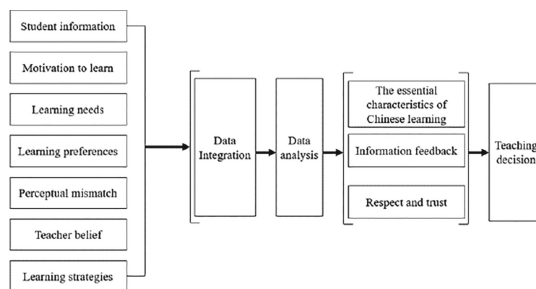 Student information
Motivation to learn
Learning needs
Learning preferences
Perceptual mismatch
Teacher belief
Learning strategies
Data
Integration
Data
analysis
The essential
characteristics of
Chinese learning
Information feedback
Respect and trust
Teaching
decision